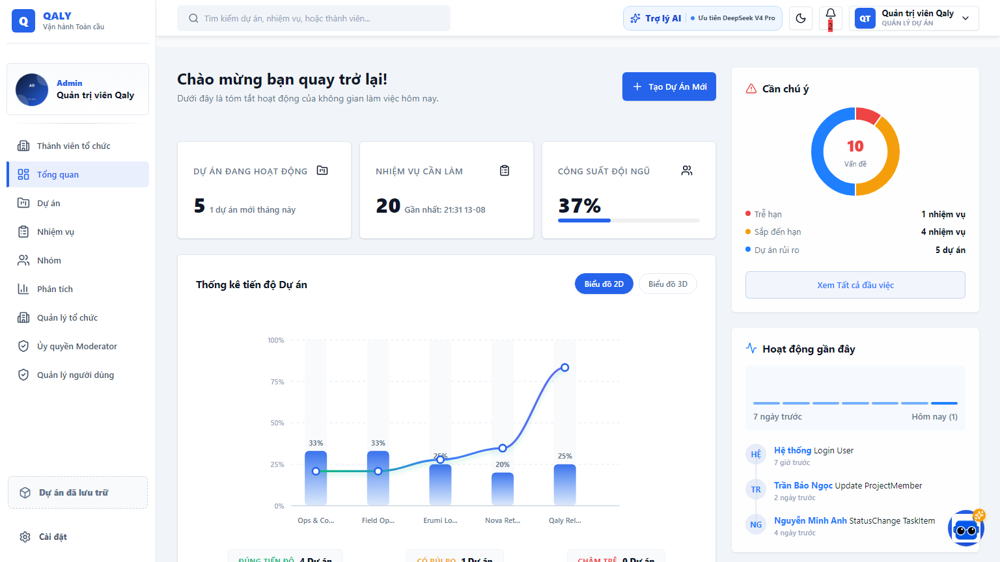 Q
QALY
Vận hành Toàn cầu
Admin
Quản trị viên Qaly
Thành viên tổ chức
Tổng quan
Dự án
Nhiệm vụ
Nhóm
Phân tích
Quản lý tổ chức
Ủy quyền Moderator
Quản lý người dùng
Dự án đã lưu trữ
Cài đặt
Tìm kiếm dự án, nhiệm vụ, hoặc thành viên...
Trợ lý AI
Ưu tiên DeepSeek V4 Pro
2
QT
Quản trị viên Qaly
QUẢN LÝ DỰ ÁN
Chào mừng bạn quay trở lại!
Dưới đây là tóm tắt hoạt động của không gian làm việc hôm nay.
Tạo Dự Án Mới
DỰ ÁN ĐANG HOẠT ĐỘNG
5 1 dự án mới tháng này
NHIỆM VỤ CẦN LÀM
20 Gần nhất: 21:31 13-08
CÔNG SUẤT ĐỘI NGŨ
37%
Thống kê tiến độ Dự án
Biểu đồ 2D
Biểu đồ 3D
100%
75%
50%
25%
0%
33%
33%
25%
20%
25%
Ops & Co...
Field Op...
Erumi Lo...
Nova Ret...
Qaly Rel...
ĐÚNG TIẾN ĐỘ 4 Dự án
CÓ RỦI RO 1 Dự án
CHẬM TRỄ 0 Dự án
Cần chú ý
10
Vấn đề
Trễ hạn 1 nhiệm vụ
Sắp đến hạn 4 nhiệm vụ
Dự án rủi ro 5 dự án
Xem Tất cả đầu việc
Hoạt động gần đây
7 ngày trước
Hôm nay (1)
HỆ
Hệ thống Login User
7 giờ trước
TR
Trần Bảo Ngọc Update ProjectMember
2 ngày trước
NG
Nguyễn Minh Anh StatusChange TaskItem
4 ngày trước